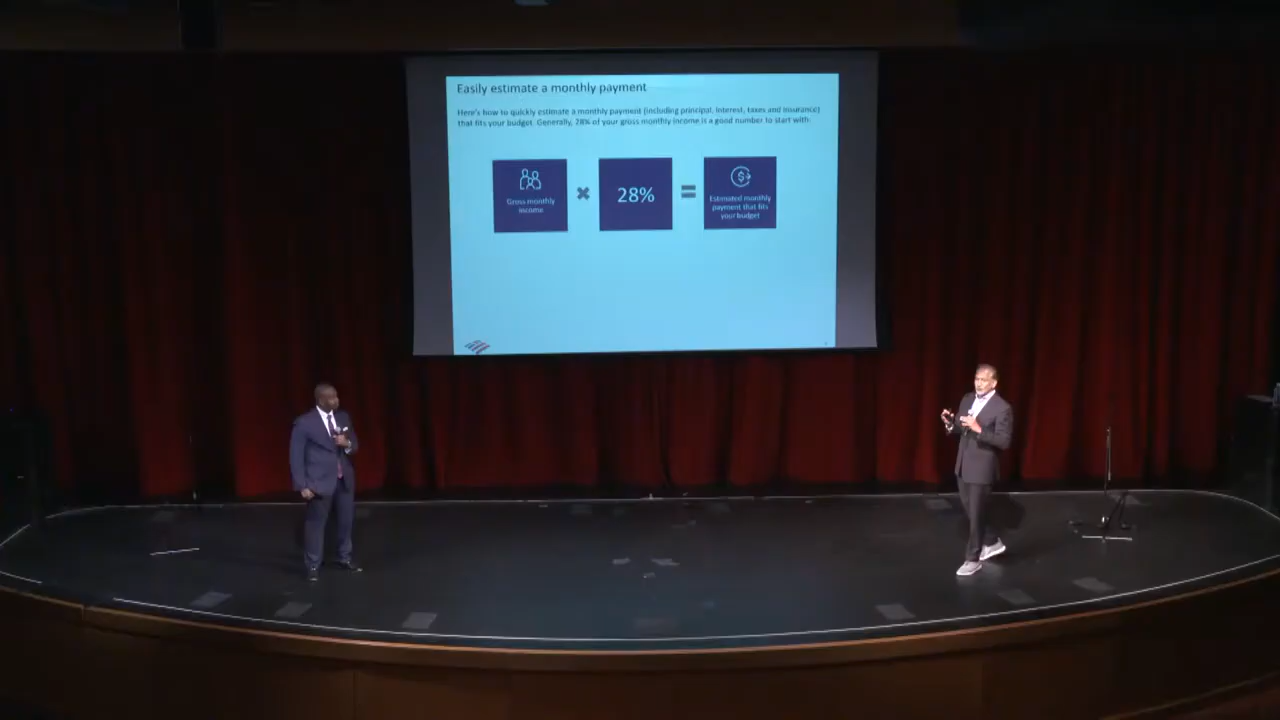 Easily estimate a monthly payment
Here's how to quickly estimate a monthly payment (including principal, interest, taxes and insurance)
that fits your budget. Generally, 28% of your gross monthly income is a good number to start with.
Gross monthly
income
28%
Estimated monthly
payment that fits
your budget